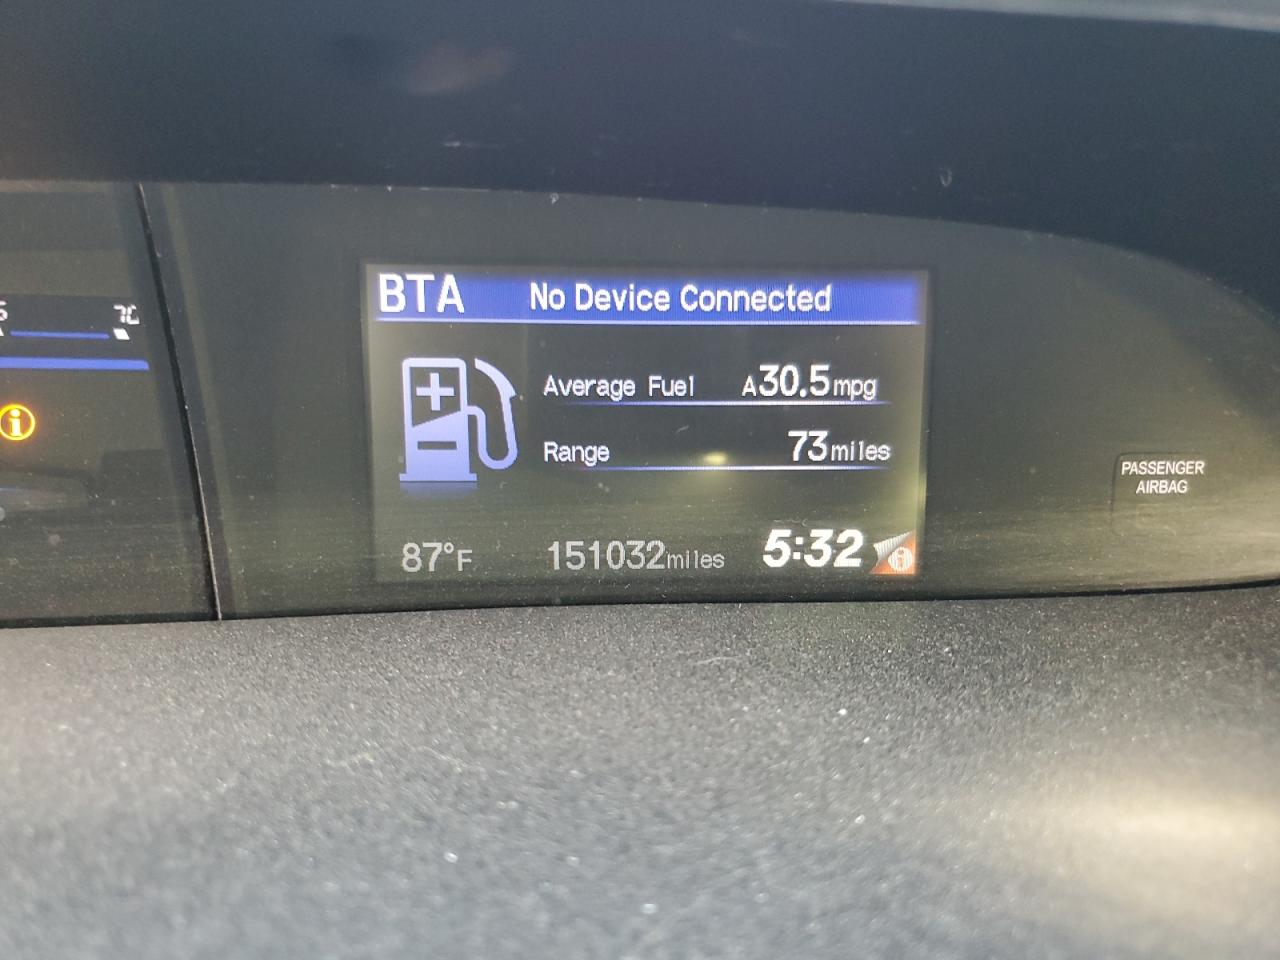 BTA No Device Connected
Average Fuel A30.5mpg
Range 73miles
87°F 151032miles 5:32
PASSENGER
AIRBAG